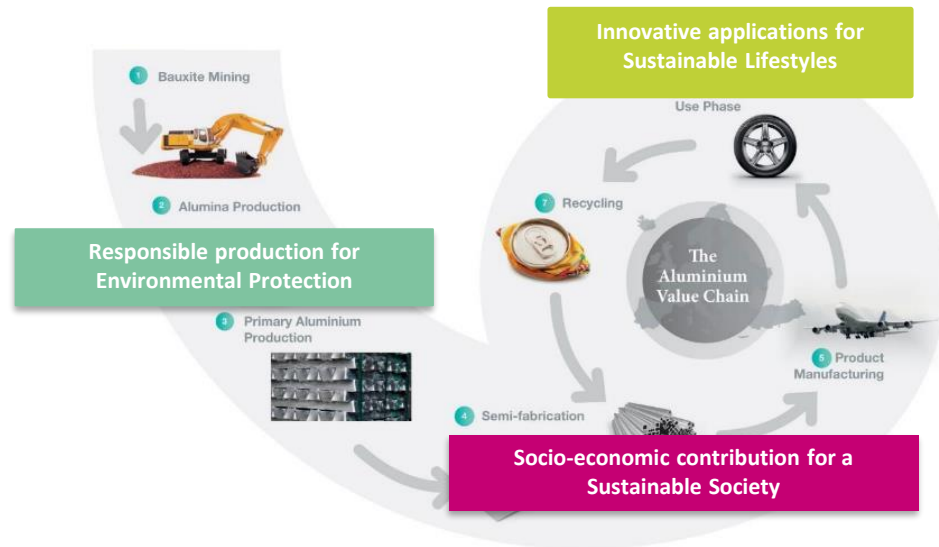 Innovative applications for
Sustainable Lifestyles
1 Bauxite Mining
Use Phase
2 Alumina Production
7 Recycling
Responsible production for
Environmental Protection
The
Aluminium
Value Chain
3 Primary Aluminium
Production
5 Product
Manufacturing
4 Semi-fabrication
Socio-economic contribution for a
Sustainable Society